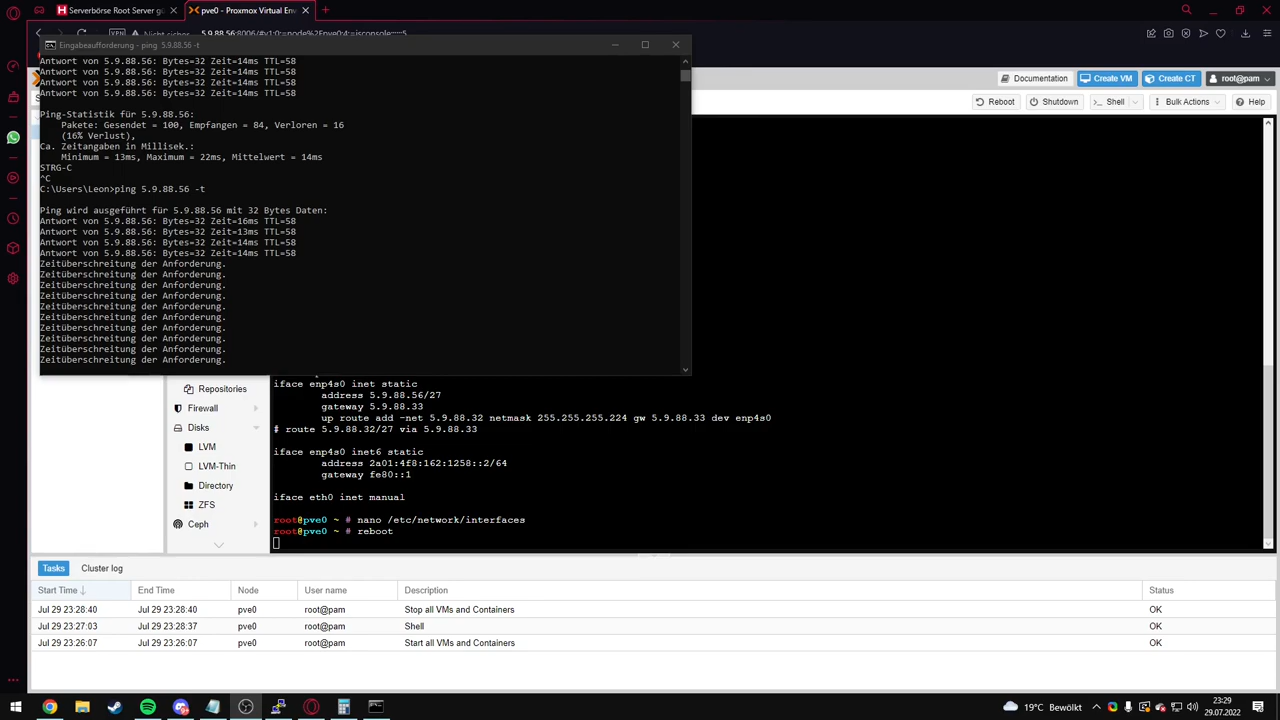 Serverbörse Root Server gü
pve0 - Proxmox Virtual Env
VPN
5.9.88.56:8006/#v1:0:=node%2Fpve0:4:=jsconsole:::::5
Eingabeaufforderung - ping 5.9.88.56 -t
Antwort von 5.9.88.56: Bytes=32 Zeit=14ms TTL=58
Antwort von 5.9.88.56: Bytes=32 Zeit=14ms TTL=58
Antwort von 5.9.88.56: Bytes=32 Zeit=14ms TTL=58
Antwort von 5.9.88.56: Bytes=32 Zeit=14ms TTL=58
Ping-Statistik für 5.9.88.56:
Pakete: Gesendet = 100, Empfangen = 84, Verloren = 16
(16% Verlust),
Ca. Zeitangaben in Millisek.:
Minimum = 13ms, Maximum = 22ms, Mittelwert = 14ms
STRG-C
^C
C:\Users\Leon>ping 5.9.88.56 -t
Ping wird ausgeführt für 5.9.88.56 mit 32 Bytes Daten:
Antwort von 5.9.88.56: Bytes=32 Zeit=16ms TTL=58
Antwort von 5.9.88.56: Bytes=32 Zeit=13ms TTL=58
Antwort von 5.9.88.56: Bytes=32 Zeit=14ms TTL=58
Antwort von 5.9.88.56: Bytes=32 Zeit=14ms TTL=58
Zeitüberschreitung der Anforderung.
Zeitüberschreitung der Anforderung.
Zeitüberschreitung der Anforderung.
Zeitüberschreitung der Anforderung.
Zeitüberschreitung der Anforderung.
Zeitüberschreitung der Anforderung.
Zeitüberschreitung der Anforderung.
Zeitüberschreitung der Anforderung.
Zeitüberschreitung der Anforderung.
Zeitüberschreitung der Anforderung.
Documentation
Create VM
Create CT
root@pam
Reboot
Shutdown
Shell
Bulk Actions
Help
Repositories
Firewall
Disks
LVM
LVM-Thin
Directory
ZFS
Ceph
iface enp4s0 inet static
address 5.9.88.56/27
gateway 5.9.88.33
up route add -net 5.9.88.32 netmask 255.255.255.224 gw 5.9.88.33 dev enp4s0
# route 5.9.88.32/27 via 5.9.88.33
iface enp4s0 inet6 static
address 2a01:4f8:162:1258::2/64
gateway fe80::1
iface eth0 inet manual
root@pve0 ~ # nano /etc/network/interfaces
root@pve0 ~ # reboot
Tasks
Cluster log
Start Time End Time Node User name Description Status
Jul 29 23:28:40 Jul 29 23:28:40 pve0 root@pam Stop all VMs and Containers OK
Jul 29 23:27:03 Jul 29 23:28:37 pve0 root@pam Shell OK
Jul 29 23:26:07 Jul 29 23:26:07 pve0 root@pam Start all VMs and Containers OK
19°C Bewölkt
23:29
29.07.2022